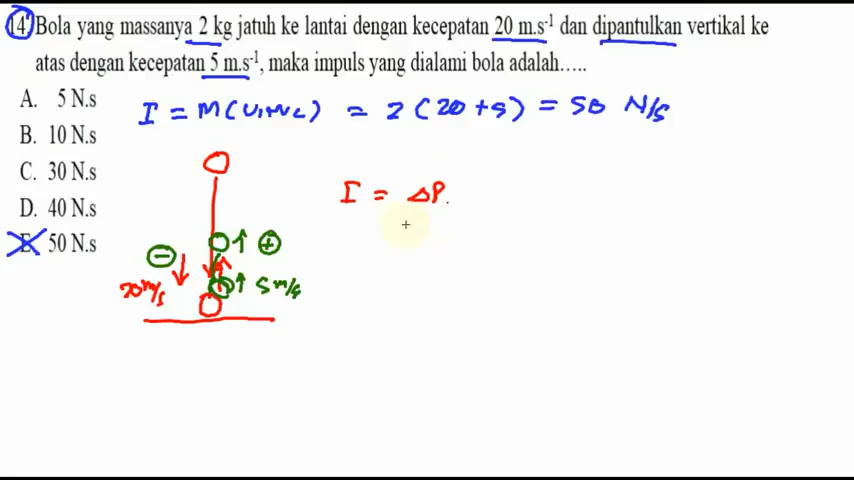 14. Bola yang massanya 2 kg jatuh ke lantai dengan kecepatan 20 m.s-1 dan dipantulkan vertikal ke
atas dengan kecepatan 5 m.s-1, maka impuls yang dialami bola adalah…..
A. 5 N.s
I = m(v1+v2) = 2 (20+5) = 50 N/s
B. 10 N.s
C. 30 N.s
I = ΔP.
D. 40 N.s
E. 50 N.s
− +
20 m/s 5 m/s